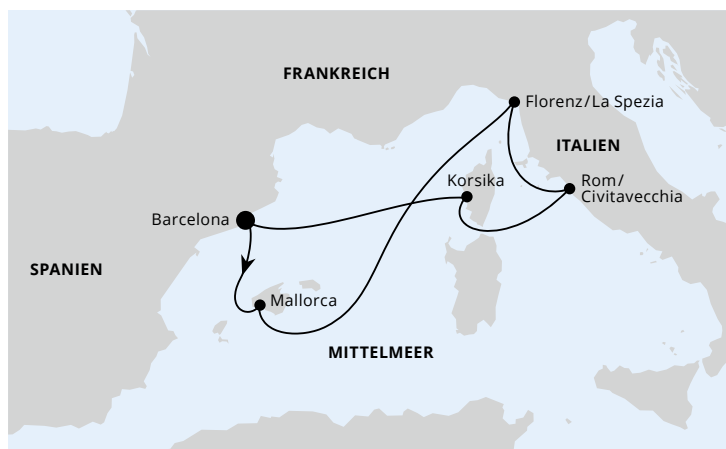 FRANKREICH
Florenz/La Spezia
ITALIEN
Korsika
Rom/
Civitavecchia
Barcelona
SPANIEN
Mallorca
MITTELMEER